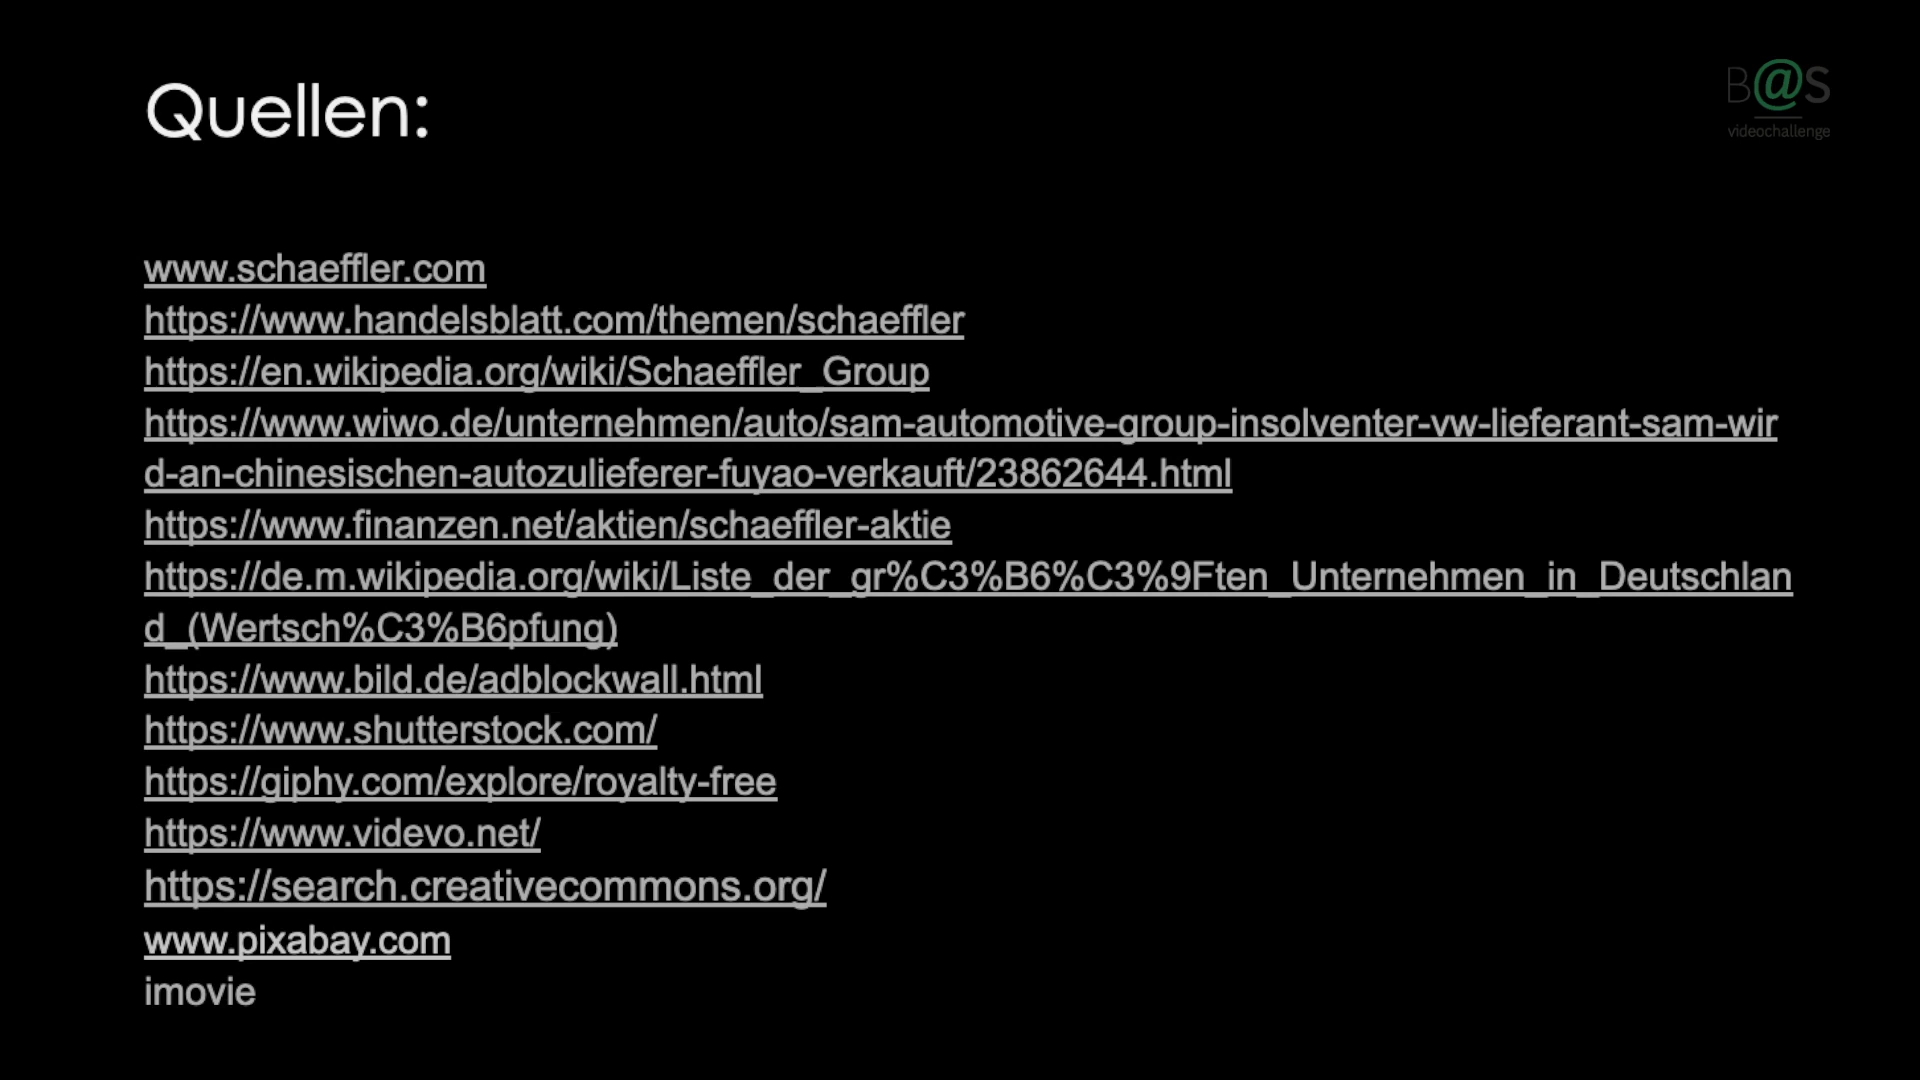 Quellen:
B@S
videochallenge
www.schaeffler.com
https://www.handelsblatt.com/themen/schaeffler
https://en.wikipedia.org/wiki/Schaeffler_Group
https://www.wiwo.de/unternehmen/auto/sam-automotive-group-insolventer-vw-lieferant-sam-wir
d-an-chinesischen-autozulieferer-fuyao-verkauft/23862644.html
https://www.finanzen.net/aktien/schaeffler-aktie
https://de.m.wikipedia.org/wiki/Liste_der_gr%C3%B6%C3%9Ften_Unternehmen_in_Deutschlan
d_(Wertsch%C3%B6pfung)
https://www.bild.de/adblockwall.html
https://www.shutterstock.com/
https://giphy.com/explore/royalty-free
https://www.videvo.net/
https://search.creativecommons.org/
www.pixabay.com
imovie